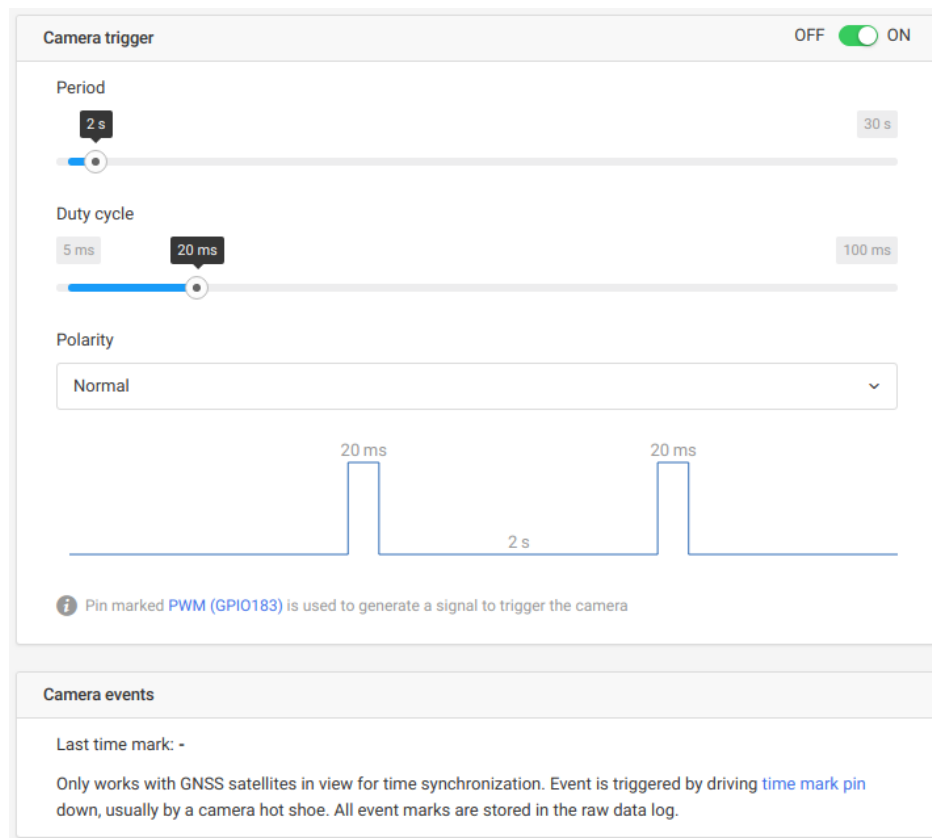 Camera trigger
OFF ON
Period
2 s 30 s
Duty cycle
5 ms 20 ms 100 ms
Polarity
Normal
20 ms 20 ms
2 s
Pin marked PWM (GPIO183) is used to generate a signal to trigger the camera
Camera events
Last time mark: -
Only works with GNSS satellites in view for time synchronization. Event is triggered by driving time mark pin
down, usually by a camera hot shoe. All event marks are stored in the raw data log.